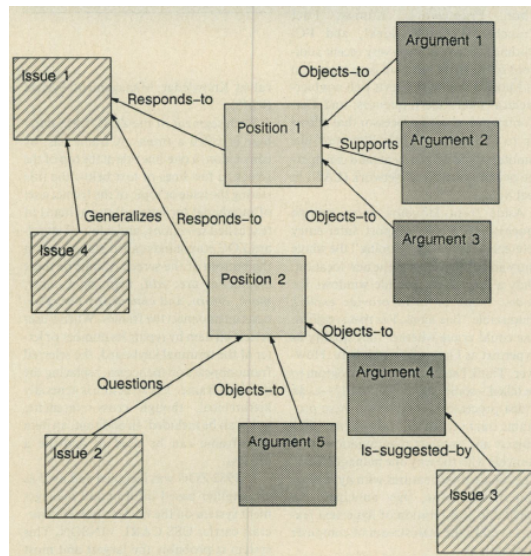 Argument 1
Issue 1
Objects-to
Responds-to
Position 1
Argument 2
Supports
Objects-to
Generalizes
Responds-to
Argument 3
Issue 4
Position 2
Objects-to
Questions
Objects-to
Argument 4
Argument 5
Is-suggested-by
Issue 2
Issue 3